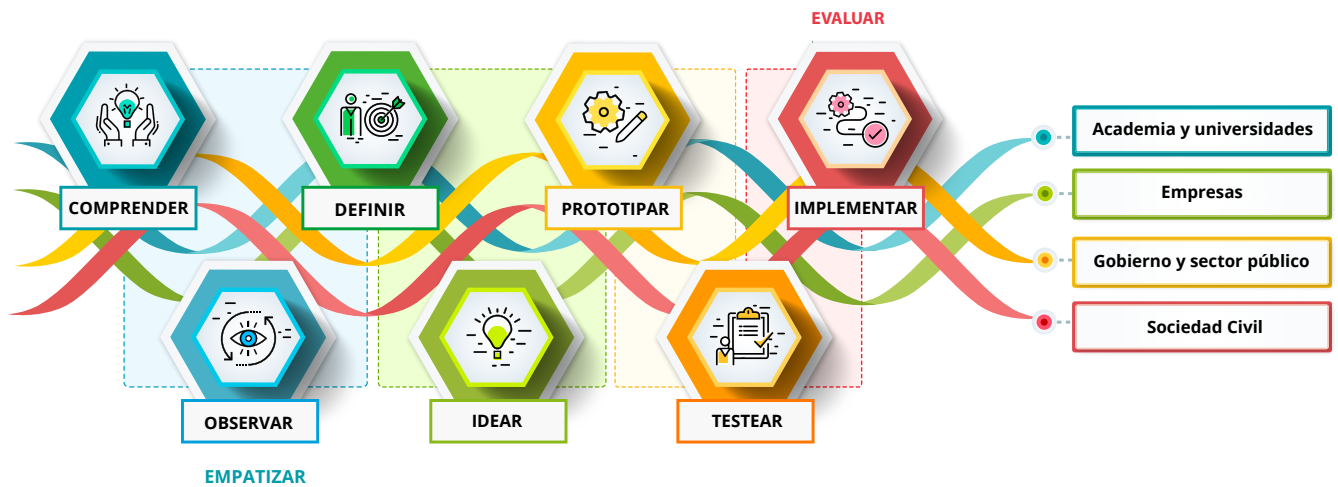 EVALUAR
COMPRENDER
DEFINIR
PROTOTIPAR
IMPLEMENTAR
OBSERVAR
IDEAR
TESTEAR
EMPATIZAR
Academia y universidades
Empresas
Gobierno y sector público
Sociedad Civil